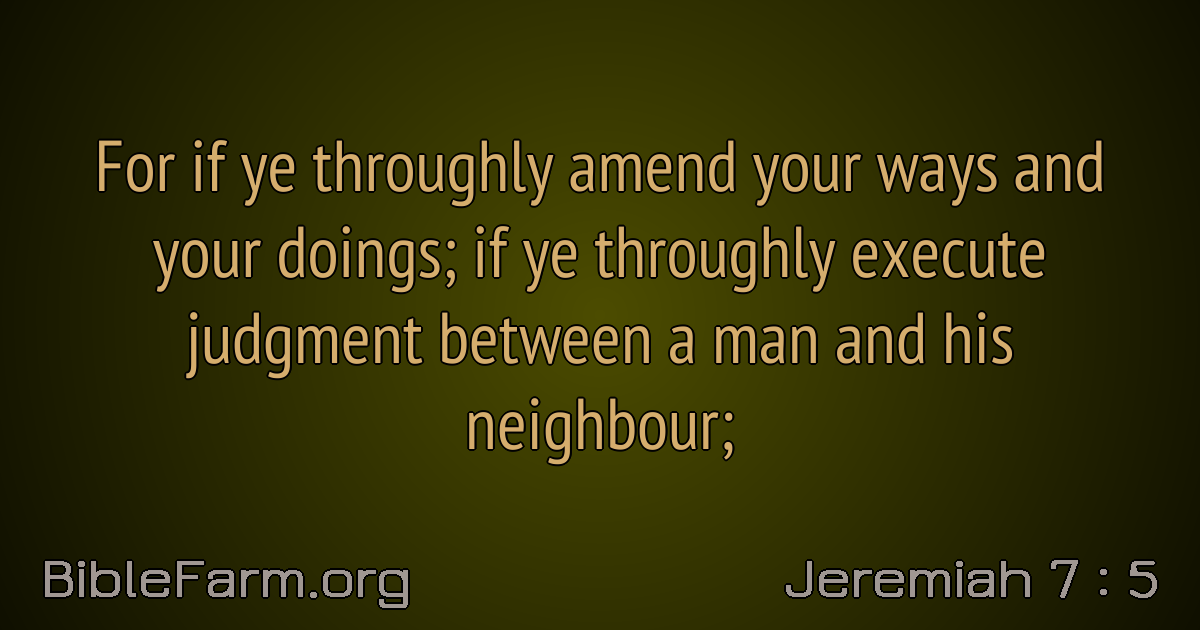 For if ye throughly amend your ways and
your doings; if ye throughly execute
judgment between a man and his
neighbour;
BibleFarm.org
Jeremiah 7 : 5